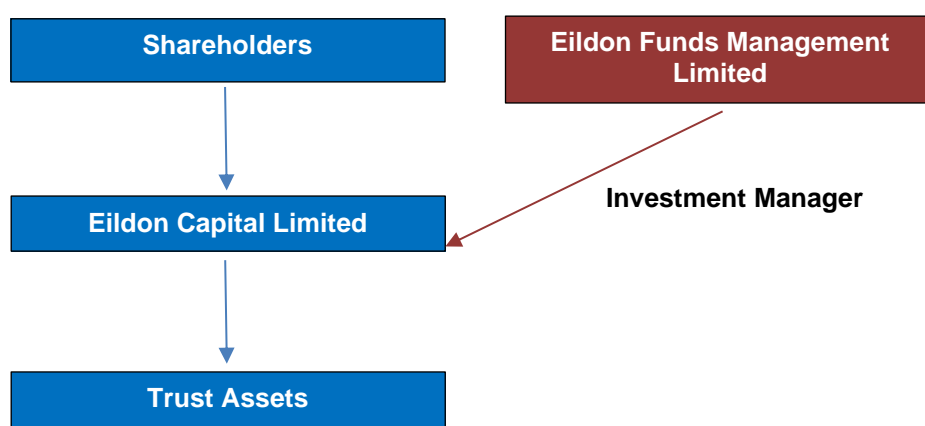 Shareholders
Eildon Funds Management
Limited
Investment Manager
Eildon Capital Limited
Trust Assets